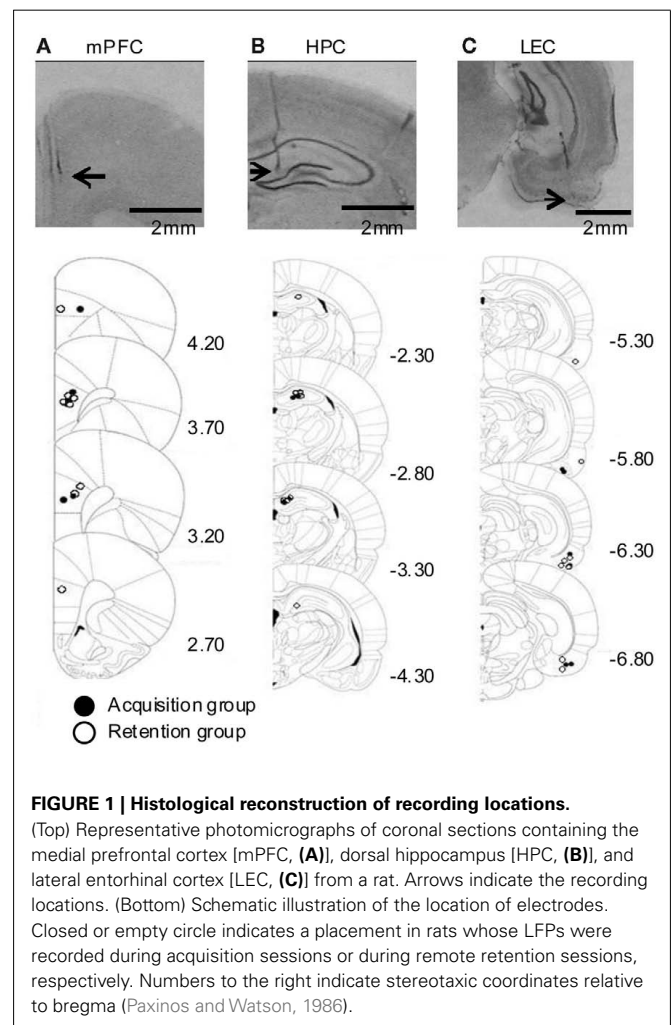 A mPFC B HPC C LEC
2mm 2mm 2mm
4.20
3.70
3.20
2.70
-2.30
-2.80
-3.30
-4.30
-5.30
-5.80
-6.30
-6.80
Acquisition group
Retention group
FIGURE 1 | Histological reconstruction of recording locations.
(Top) Representative photomicrographs of coronal sections containing the
medial prefrontal cortex [mPFC, (A)], dorsal hippocampus [HPC, (B)], and
lateral entorhinal cortex [LEC, (C)] from a rat. Arrows indicate the recording
locations. (Bottom) Schematic illustration of the location of electrodes.
Closed or empty circle indicates a placement in rats whose LFPs were
recorded during acquisition sessions or during remote retention sessions,
respectively. Numbers to the right indicate stereotaxic coordinates relative
to bregma (Paxinos and Watson, 1986).